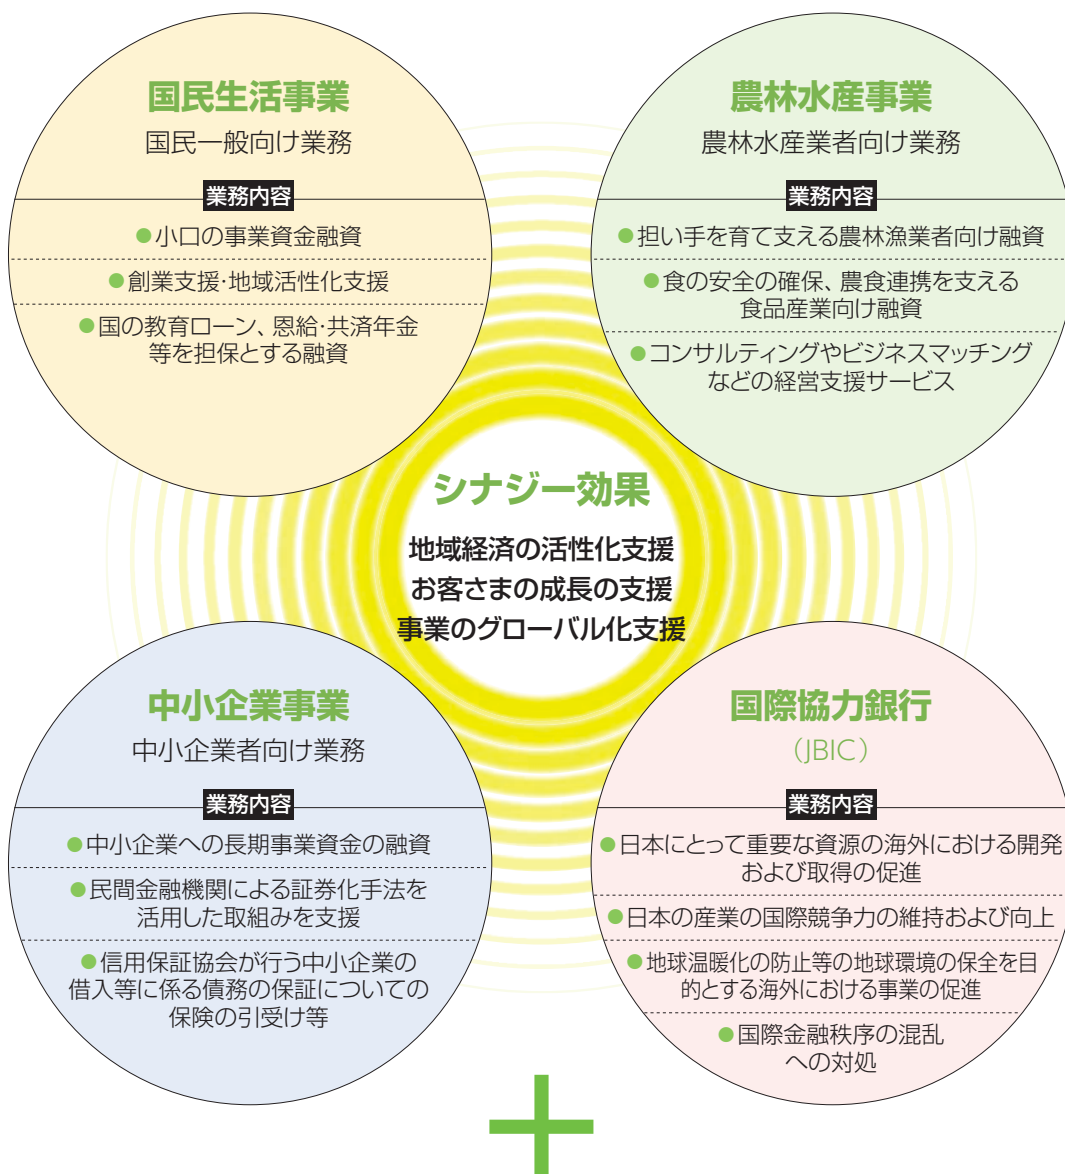 国民生活事業
国民一般向け業務
業務内容
●小口の事業資金融資
●創業支援・地域活性化支援
●国の教育ローン、恩給・共済年金
等を担保とする融資
農林水産事業
農林水産業者向け業務
業務内容
●担い手を育て支える農林漁業者向け融資
●食の安全の確保、農食連携を支える
食品産業向け融資
●コンサルティングやビジネスマッチング
などの経営支援サービス
シナジー効果
地域経済の活性化支援
お客さまの成長の支援
事業のグローバル化支援
中小企業事業
中小企業者向け業務
業務内容
●中小企業への長期事業資金の融資
●民間金融機関による証券化手法を
活用した取組みを支援
●信用保証協会が行う中小企業の
借入等に係る債務の保証についての
保険の引受け等
国際協力銀行
（JBIC）
業務内容
●日本にとって重要な資源の海外における開発
および取得の促進
●日本の産業の国際競争力の維持および向上
●地球温暖化の防止等の地球環境の保全を目
的とする海外における事業の促進
●国際金融秩序の混乱
への対処
＋